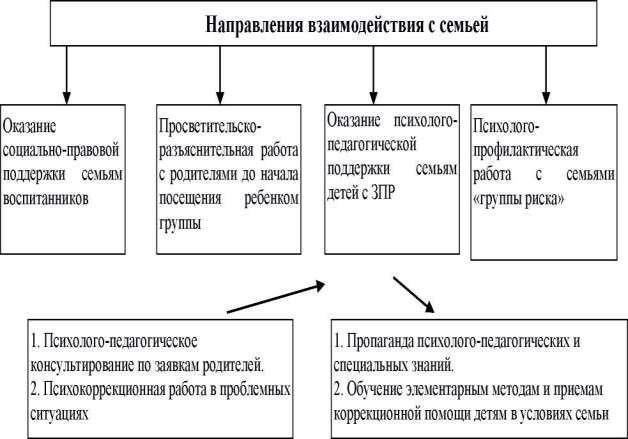 Направления взаимодействия с семьей
Оказание
социально-правовой
поддержки семьям
воспитанников
Просветительско-
разъяснительная работа
с родителями до начала
посещения ребенком
группы
Оказание психолого-
педагогической
поддержки семьям
детей с ЗПР
Психолого-
профилактическая
работа с семьями
«группы риска»
1. Психолого-педагогическое
консультирование по заявкам родителей.
2. Психокоррекционная работа в проблемных
ситуациях
1. Пропаганда психолого-педагогических и
специальных знаний.
2. Обучение элементарным методам и приемам
коррекционной помощи детям в условиях семьи